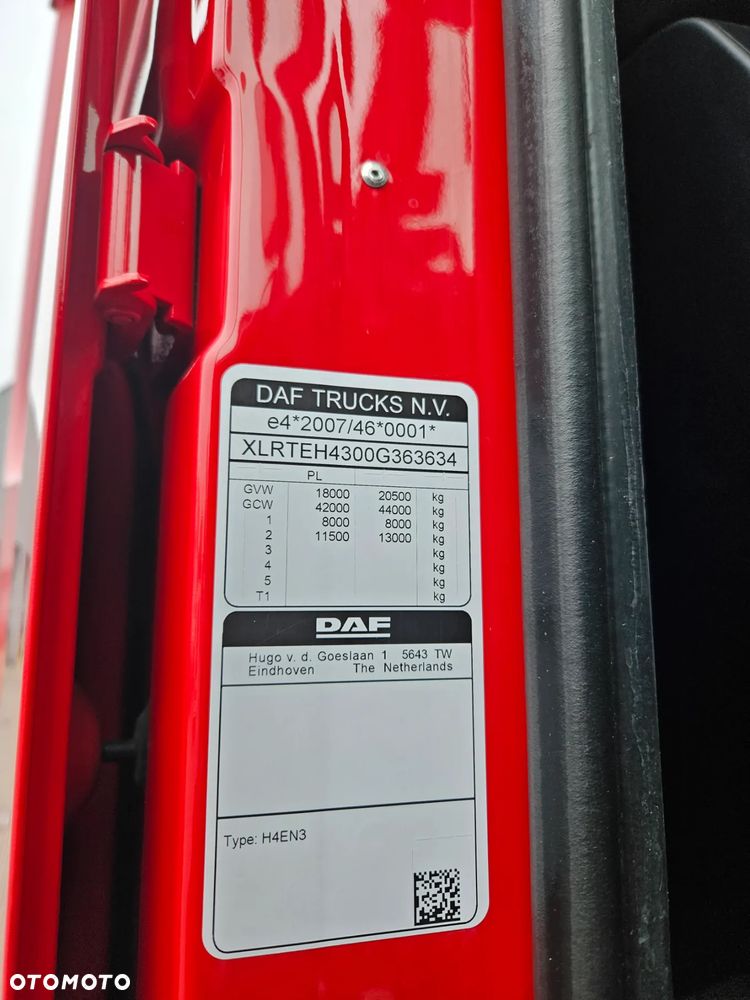 DAF TRUCKS N.V.
e4*2007/46*0001*
XLRTEH4300G363634
PL
GVW 18000 20500 kg
GCW 42000 44000 kg
1 8000 8000 kg
2 11500 13000 kg
3 kg
4 kg
5 kg
T1 kg
DAF
Hugo v. d. Goeslaan 1 5643 TW
Eindhoven The Netherlands
Type: H4EN3
OTOMOTO